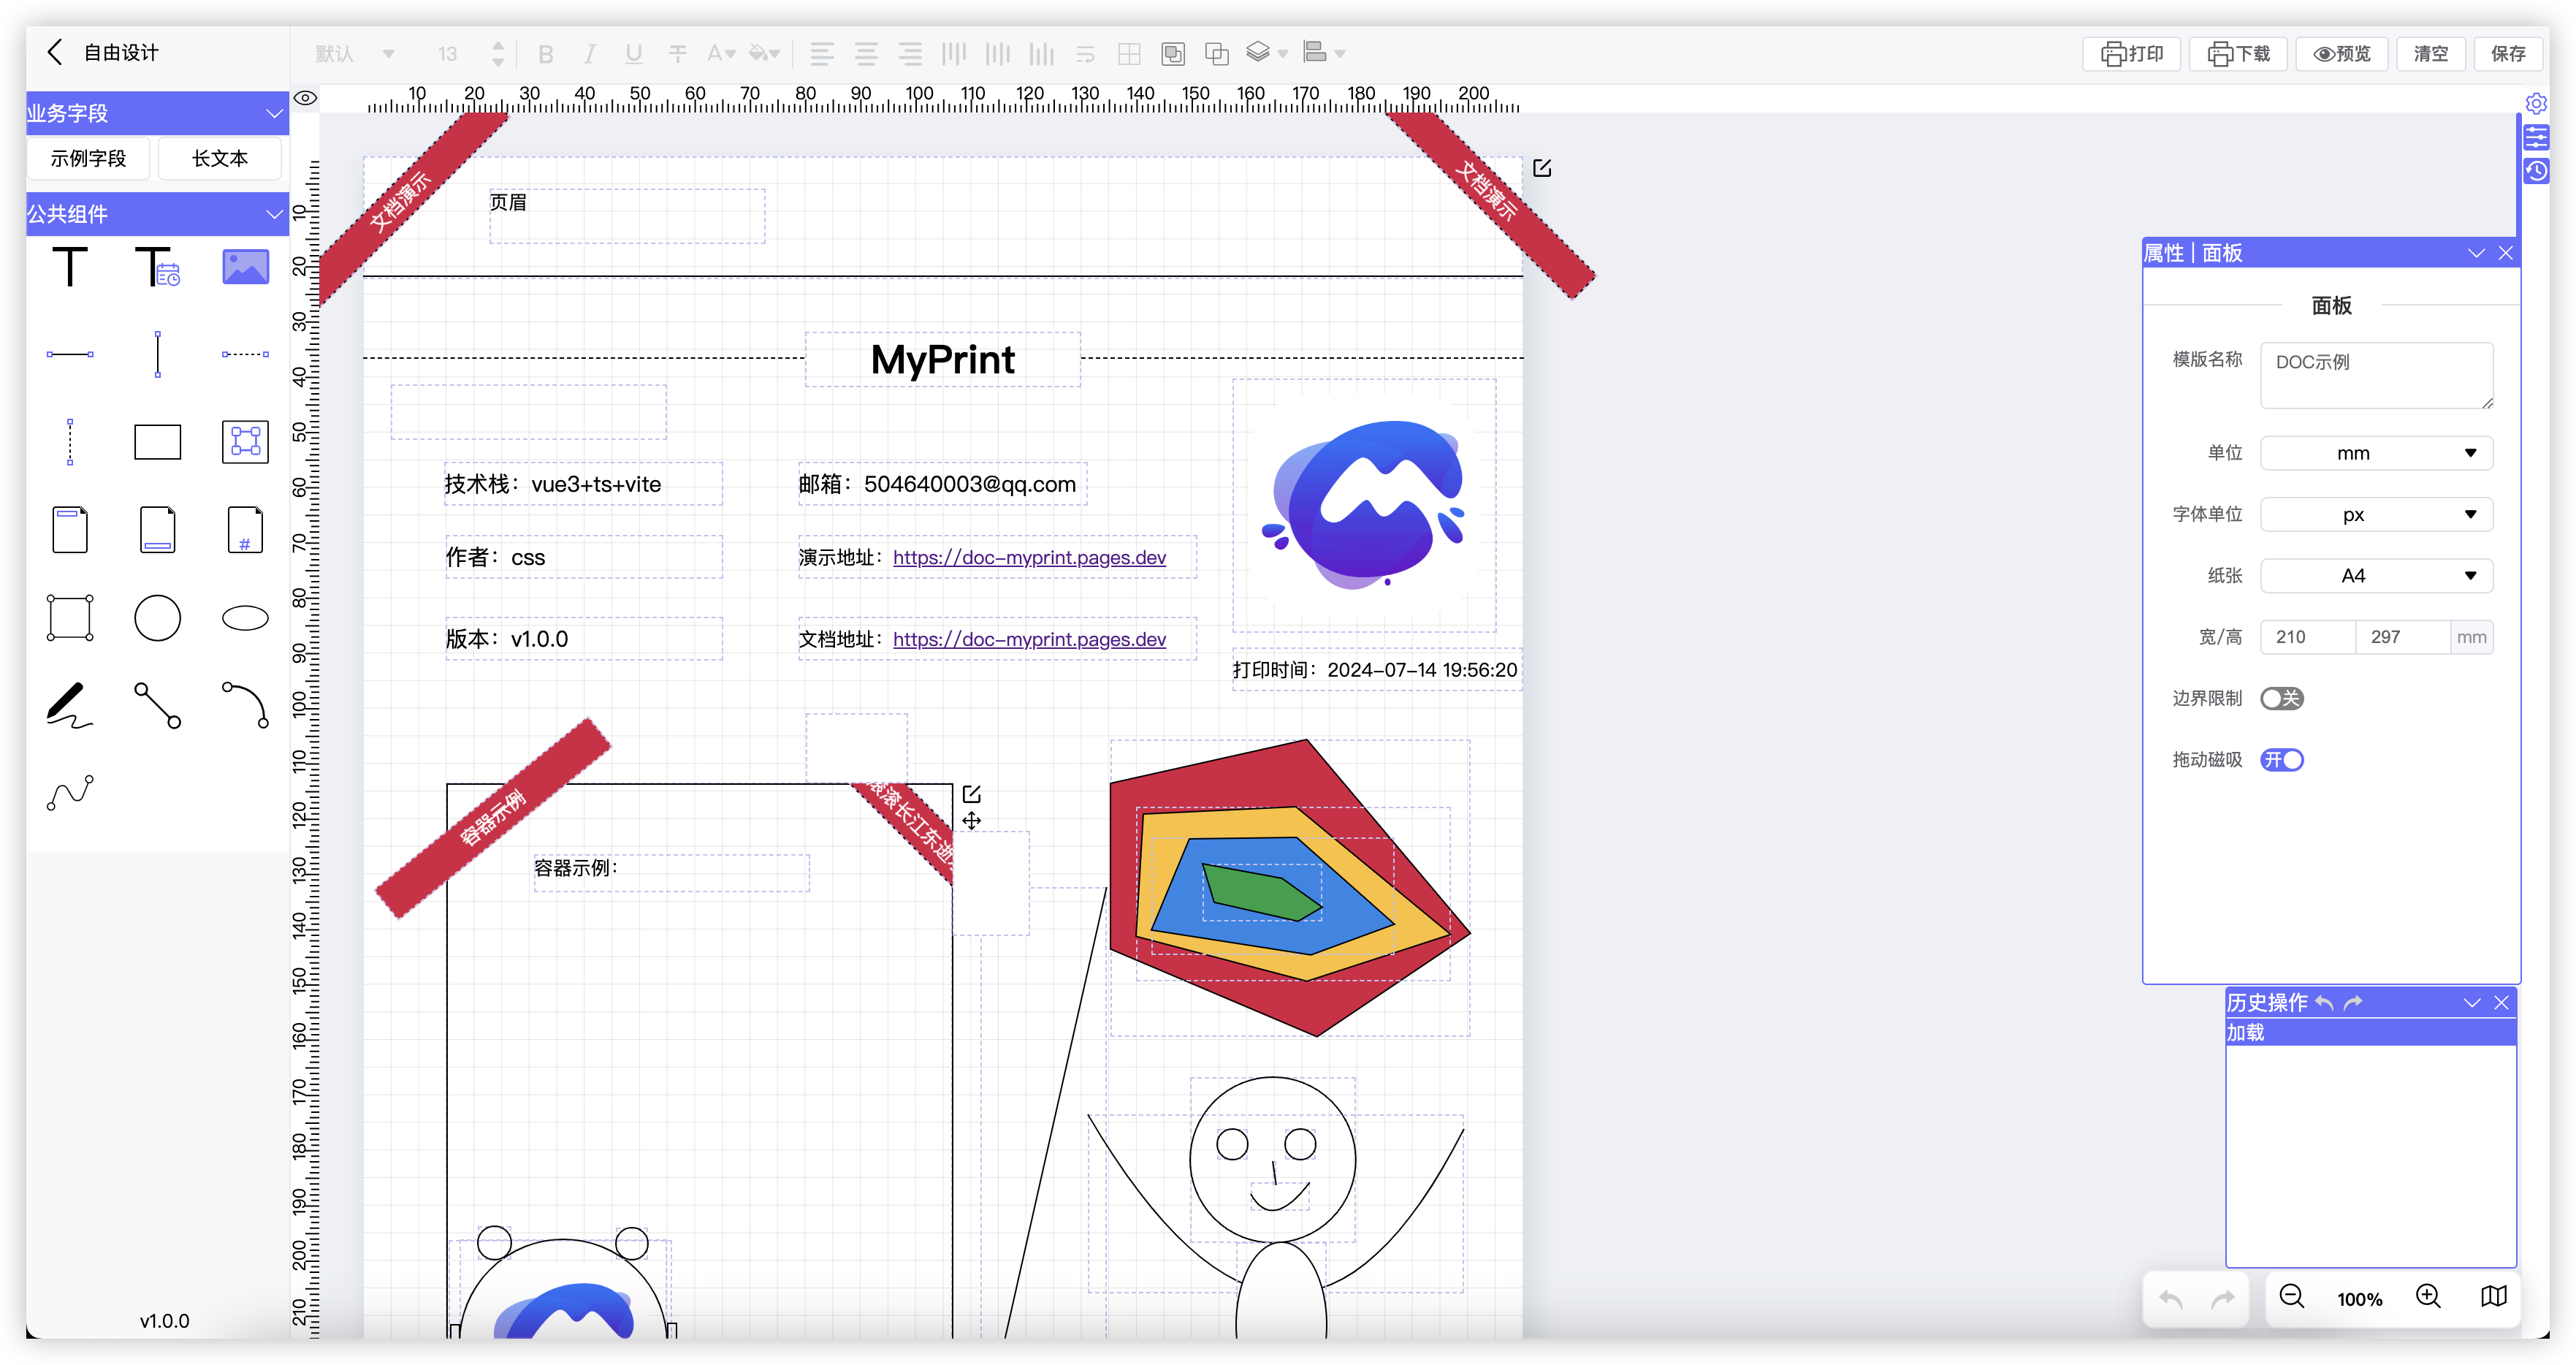 自由设计
默认 13 B I U T A
打印 下载 预览 清空 保存
业务字段
示例字段 长文本
公共组件
T T
#
v1.0.0
10 20 30 40 50 60 70 80 90 100 110 120 130 140 150 160 170 180 190 200
10
20
30
40
50
60
70
80
90
100
110
120
130
140
150
160
170
180
190
200
210
文档演示
文档演示
页眉
MyPrint
技术栈：vue3+ts+vite
邮箱：504640003@qq.com
作者：css
演示地址：https://doc-myprint.pages.dev
版本：v1.0.0
文档地址：https://doc-myprint.pages.dev
打印时间：2024-07-14 19:56:20
容器示例
滚滚长江东逝
容器示例：
属性 | 面板
面板
模版名称 DOC示例
单位 mm
字体单位 px
纸张 A4
宽/高 210 297 mm
边界限制 关
拖动磁吸 开
历史操作
加载
100%